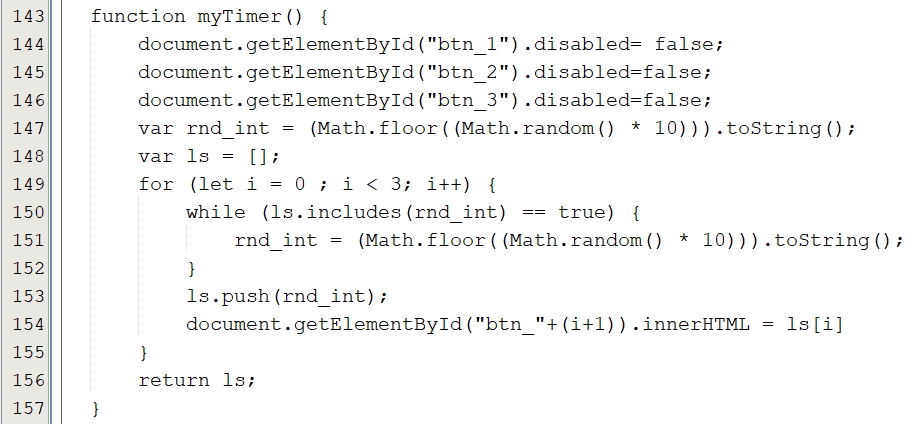 143 function myTimer() {
144 document.getElementById("btn_1").disabled= false;
145 document.getElementById("btn_2").disabled=false;
146 document.getElementById("btn_3").disabled=false;
147 var rnd_int = (Math.floor((Math.random() * 10))).toString();
148 var ls = [];
149 for (let i = 0 ; i < 3; i++) {
150 while (ls.includes(rnd_int) == true) {
151 rnd_int = (Math.floor((Math.random() * 10))).toString();
152 }
153 ls.push(rnd_int);
154 document.getElementById("btn_"+(i+1)).innerHTML = ls[i]
155 }
156 return ls;
157 }